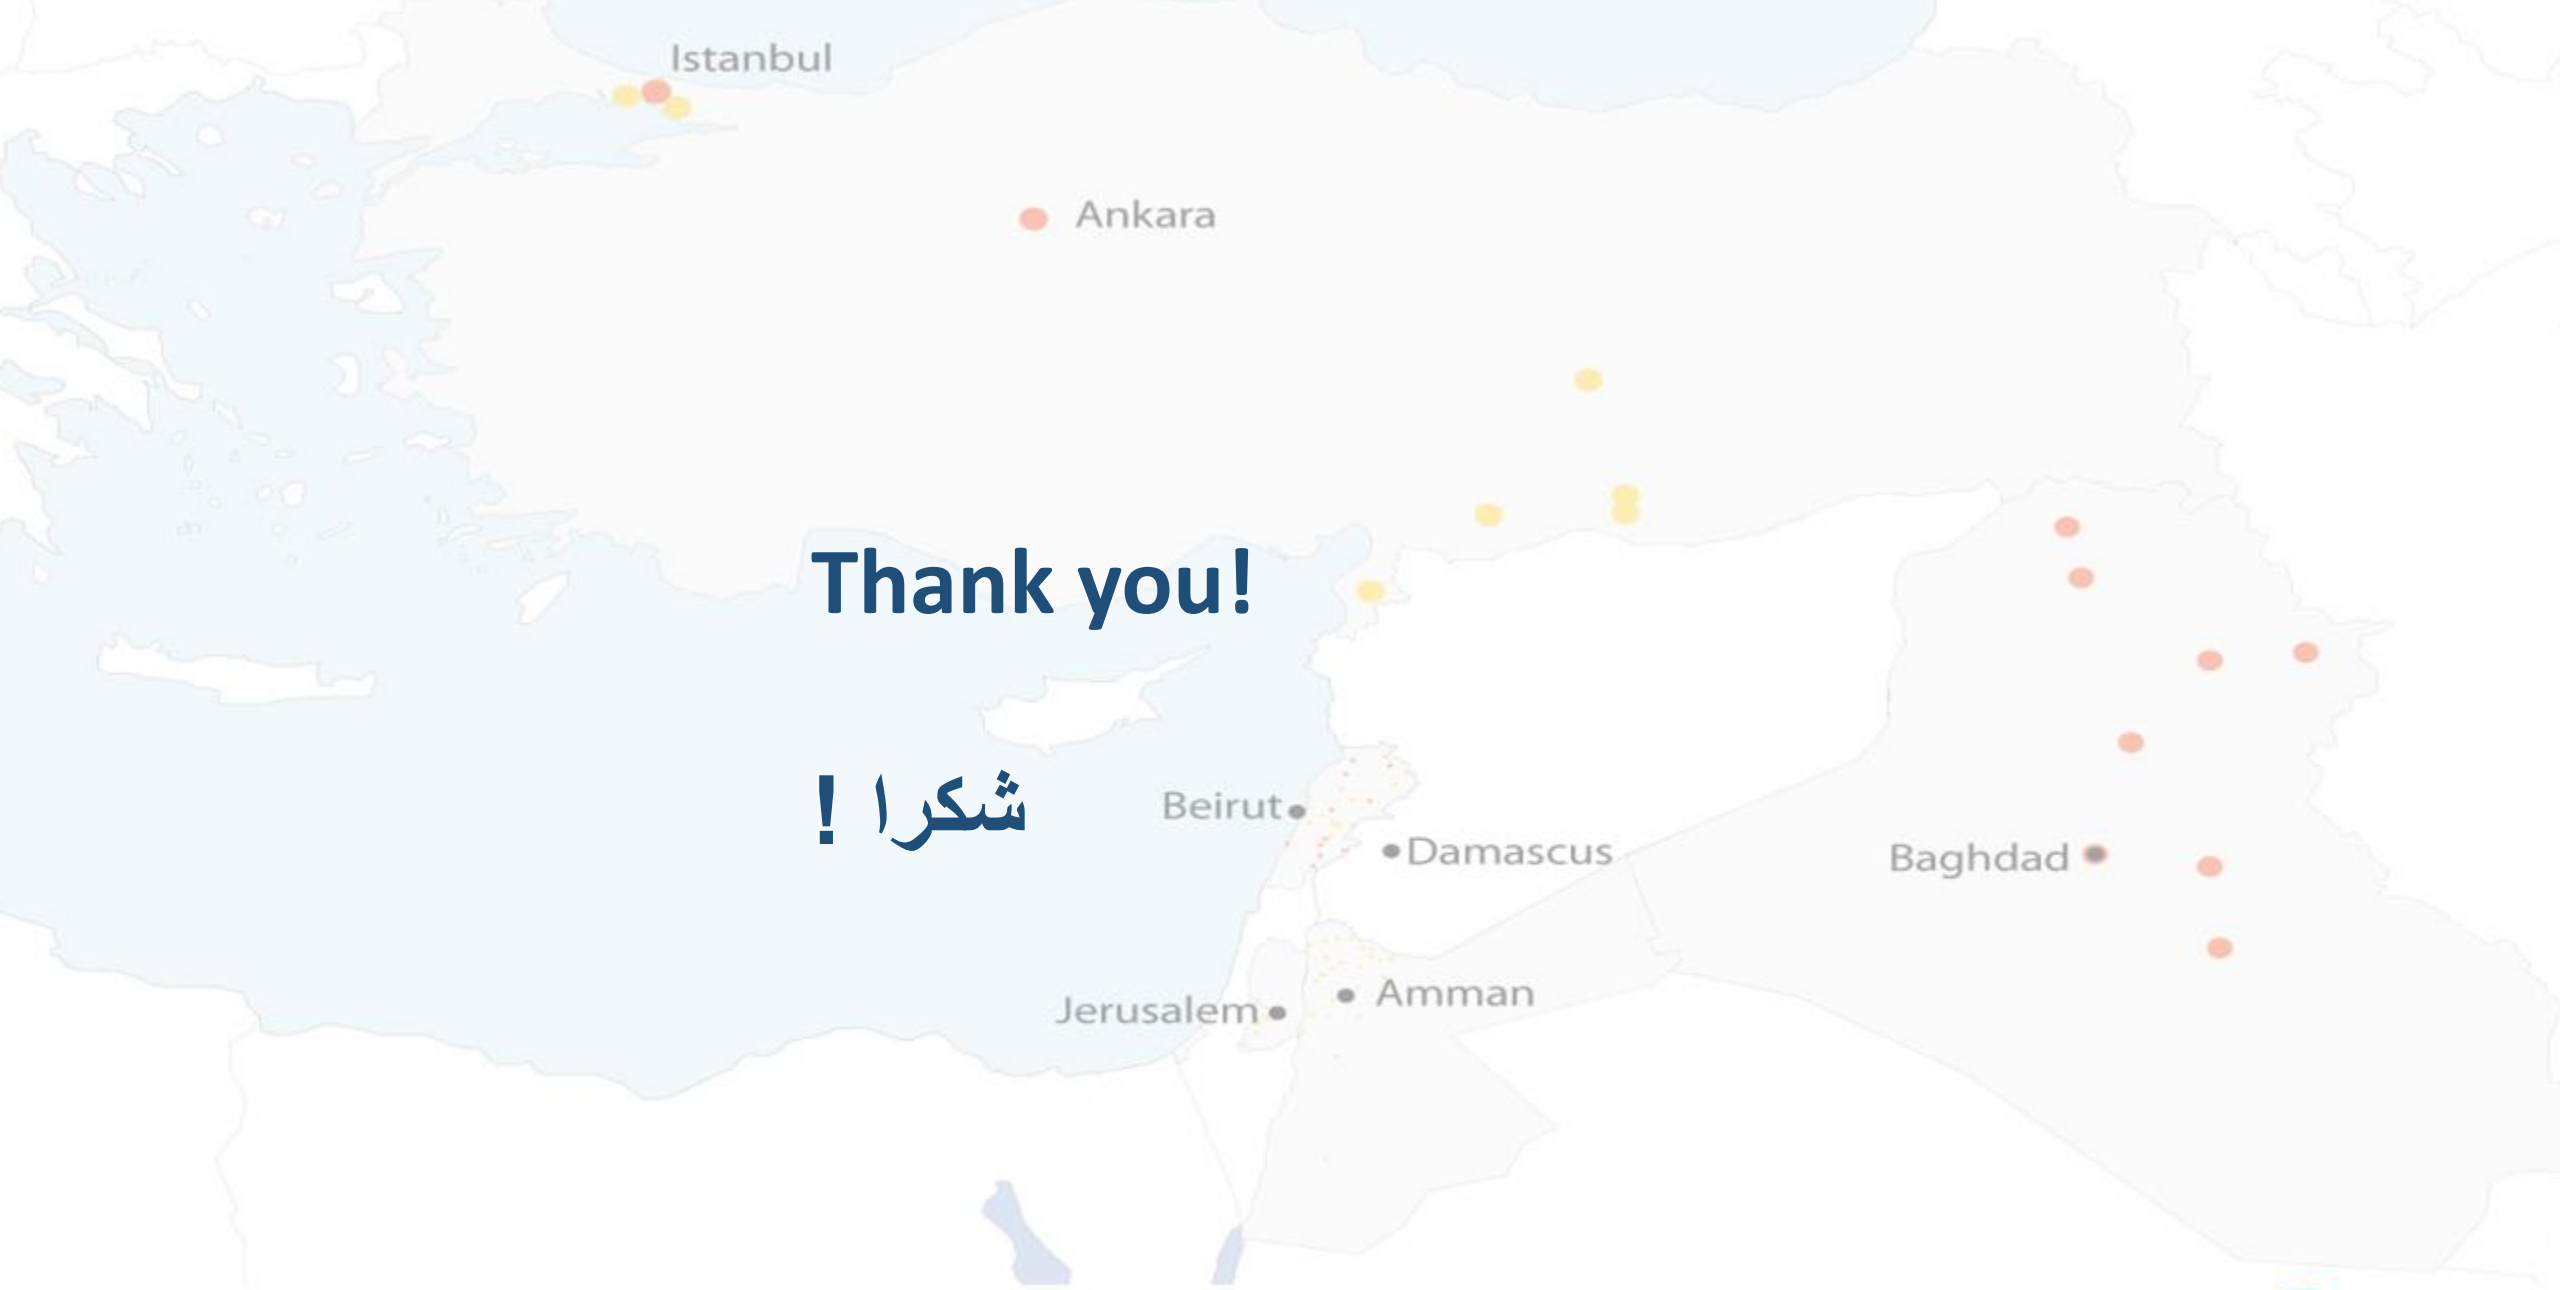 Istanbul
Ankara
Thank you!
شكرا !
Beirut
Damascus
Baghdad
Amman
Jerusalem